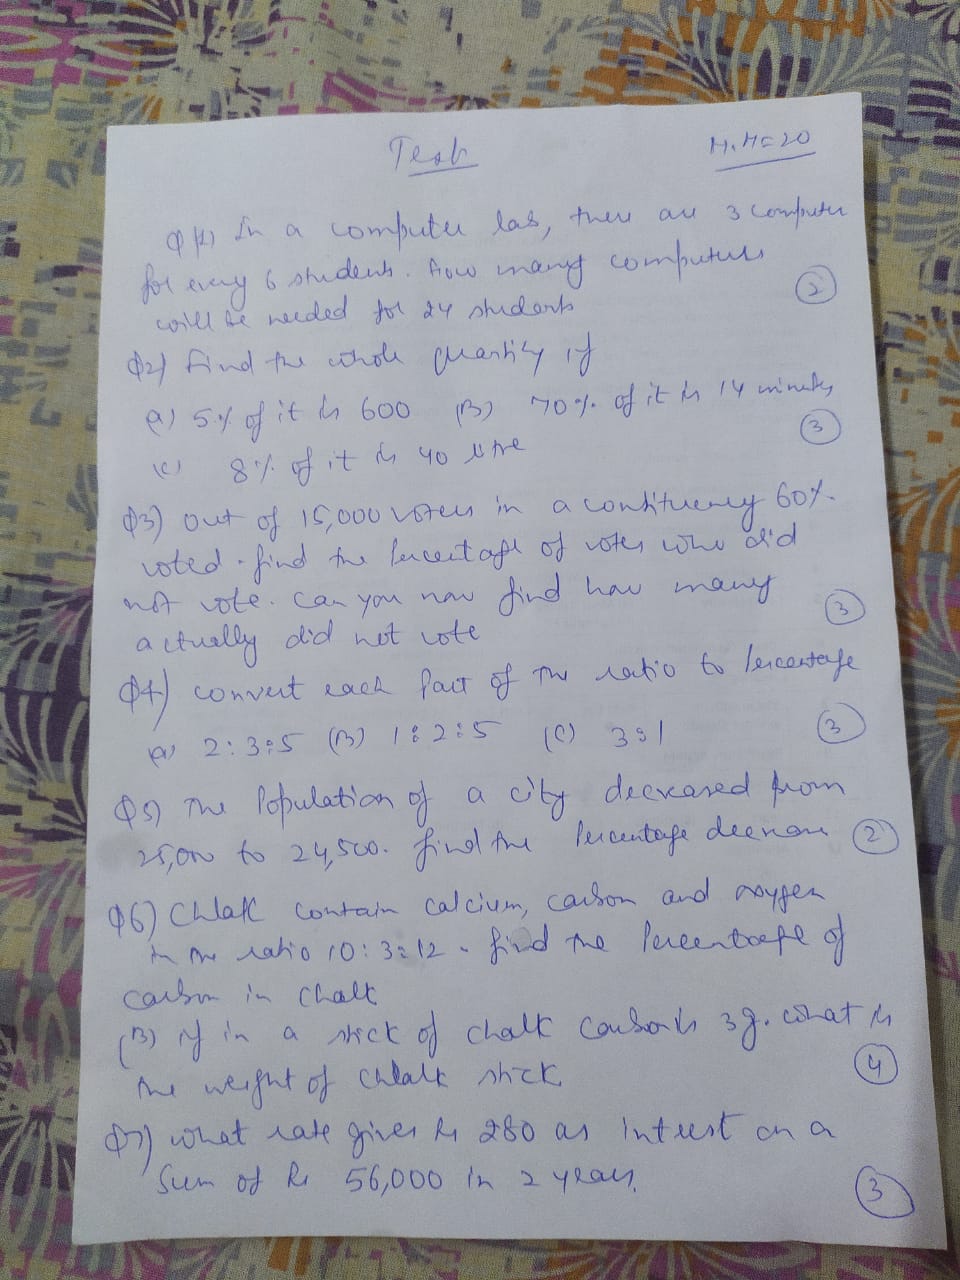 Test
M.M=20
Q1) In a computer lab, there are 3 computer
for every 6 students. How many computers
will be needed for 24 students
(2)
Q2) find the whole quantity if
(a) 5% of it is 600 (B) 70% of it is 14 minutes
(3)
(c) 8% of it is 40 litre
Q3) out of 15,000 voters in a constituency 60%
voted. find the percentage of voters who did
not vote. Can you now find how many
(3)
actually did not vote
Q4) convert each Part of the ratio to percentage
(a) 2:3:5 (B) 1:2:5 (C) 3:1
(3)
Q5) The Population of a city decreased from
25,000 to 24,500. find the percentage decrease
(2)
Q6) Chalk contain calcium, carbon and oxygen
in the ratio 10:3:12. find the Percentage of
carbon in chalk
(B) if in a stick of chalk carbon is 3g. what is
the weight of chalk stick
(4)
Q7) what rate gives Rs 280 as interest on a
Sum of Rs 56,000 in 2 years.
(3)